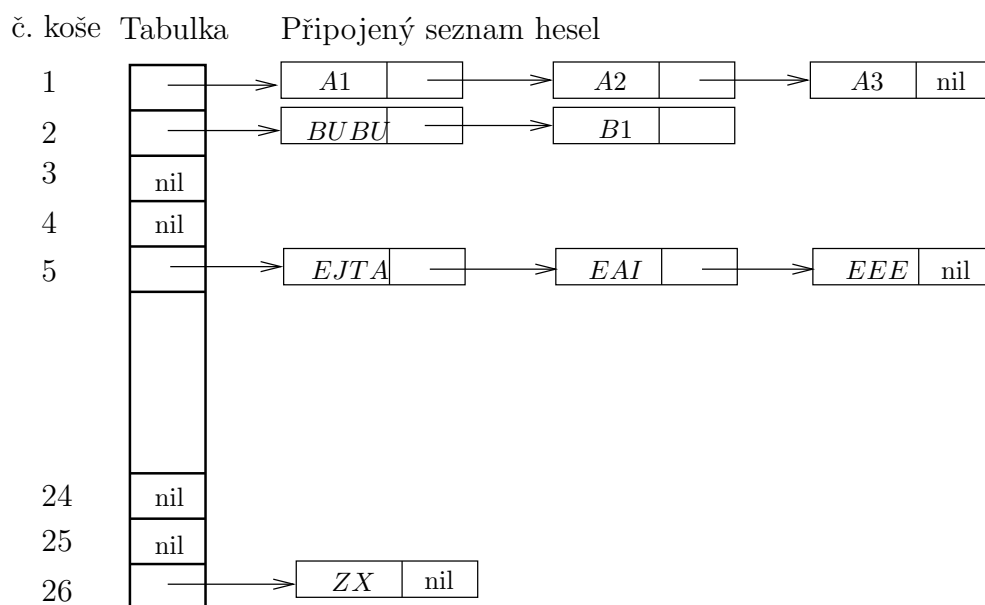 č. koše Tabulka Připojený seznam hesel
1 A1 A2 A3 nil
2 BUBU B1
3 nil
4 nil
5 EJTA EAI EEE nil
24 nil
25 nil
26 ZX nil